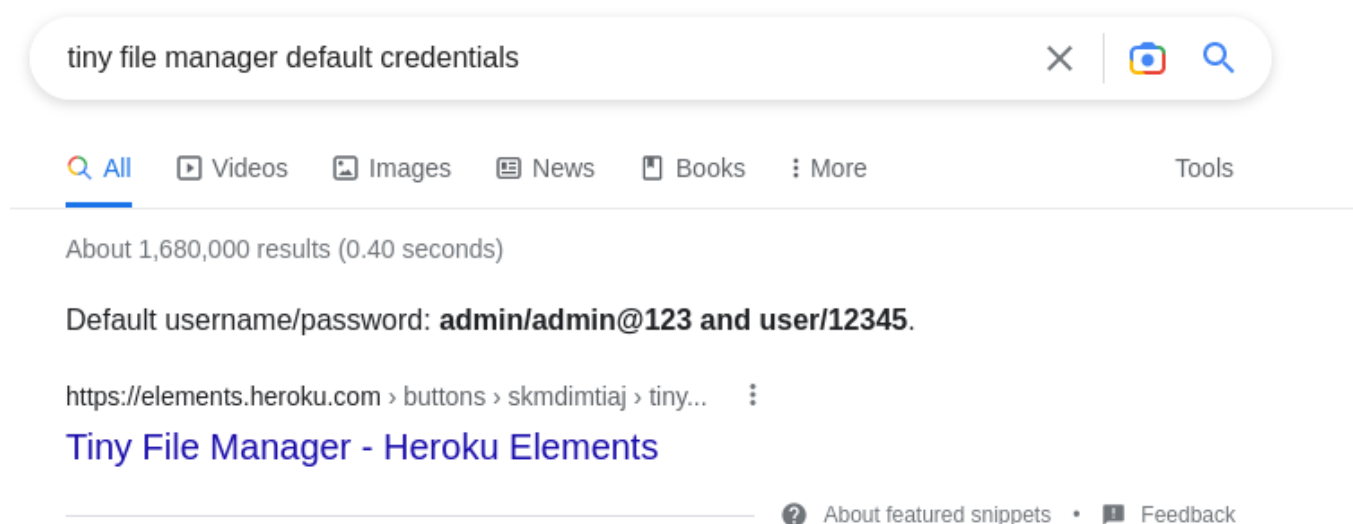 tiny file manager default credentials
All Videos Images News Books More Tools
About 1,680,000 results (0.40 seconds)
Default username/password: admin/admin@123 and user/12345.
https://elements.heroku.com › buttons › skmdimtiaj › tiny...
Tiny File Manager - Heroku Elements
About featured snippets • Feedback